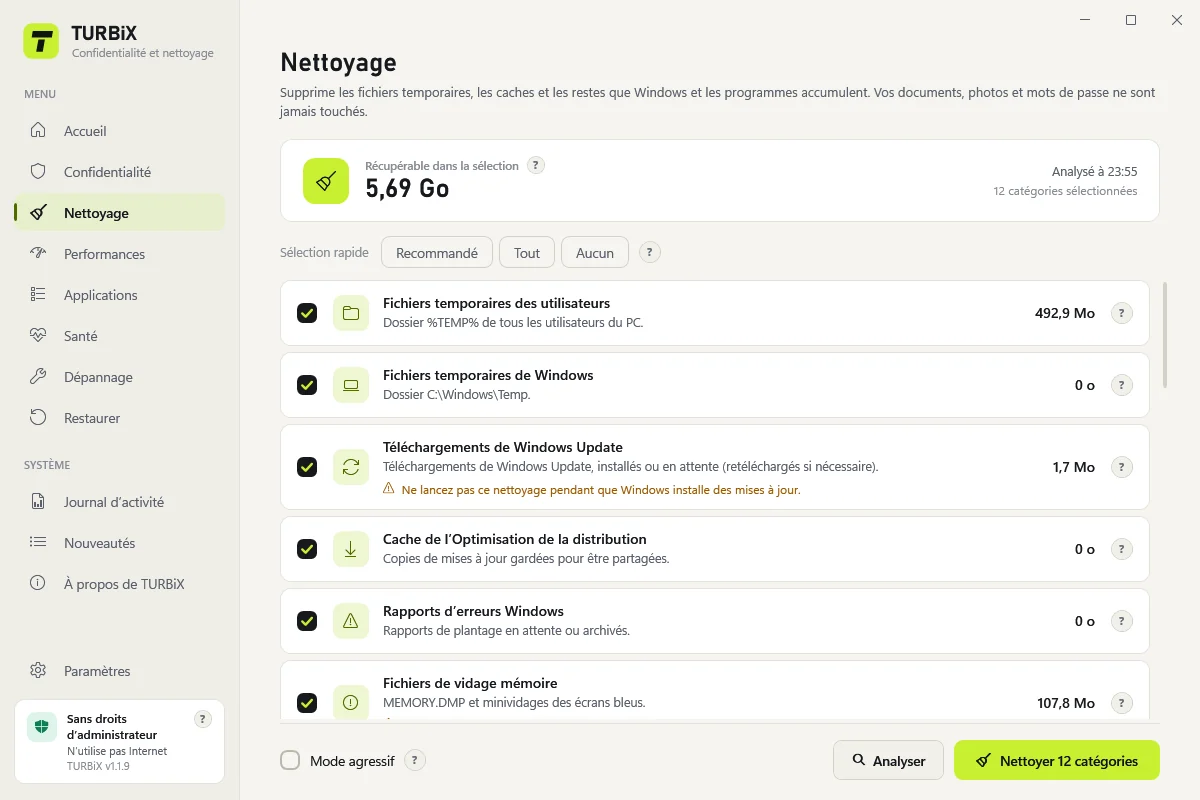 TURBiX
Confidentialité et nettoyage
MENU
Accueil
Confidentialité
Nettoyage
Performances
Applications
Santé
Dépannage
Restaurer
SYSTÈME
Journal d’activité
Nouveautés
À propos de TURBiX
Paramètres
Sans droits
d’administrateur
?
N’utilise pas Internet
TURBiX v1.1.9
Nettoyage
Supprime les fichiers temporaires, les caches et les restes que Windows et les programmes accumulent. Vos documents, photos et mots de passe ne sont
jamais touchés.
Récupérable dans la sélection ?
5,69 Go
Analysé à 23:55
12 catégories sélectionnées
Sélection rapide Recommandé Tout Aucun ?
Fichiers temporaires des utilisateurs
Dossier %TEMP% de tous les utilisateurs du PC.
492,9 Mo ?
Fichiers temporaires de Windows
Dossier C:\Windows\Temp.
0 o ?
Téléchargements de Windows Update
Téléchargements de Windows Update, installés ou en attente (retéléchargés si nécessaire).
Ne lancez pas ce nettoyage pendant que Windows installe des mises à jour.
1,7 Mo ?
Cache de l’Optimisation de la distribution
Copies de mises à jour gardées pour être partagées.
0 o ?
Rapports d’erreurs Windows
Rapports de plantage en attente ou archivés.
0 o ?
Fichiers de vidage mémoire
MEMORY.DMP et minividages des écrans bleus.
107,8 Mo ?
Mode agressif ?
Analyser
Nettoyer 12 catégories